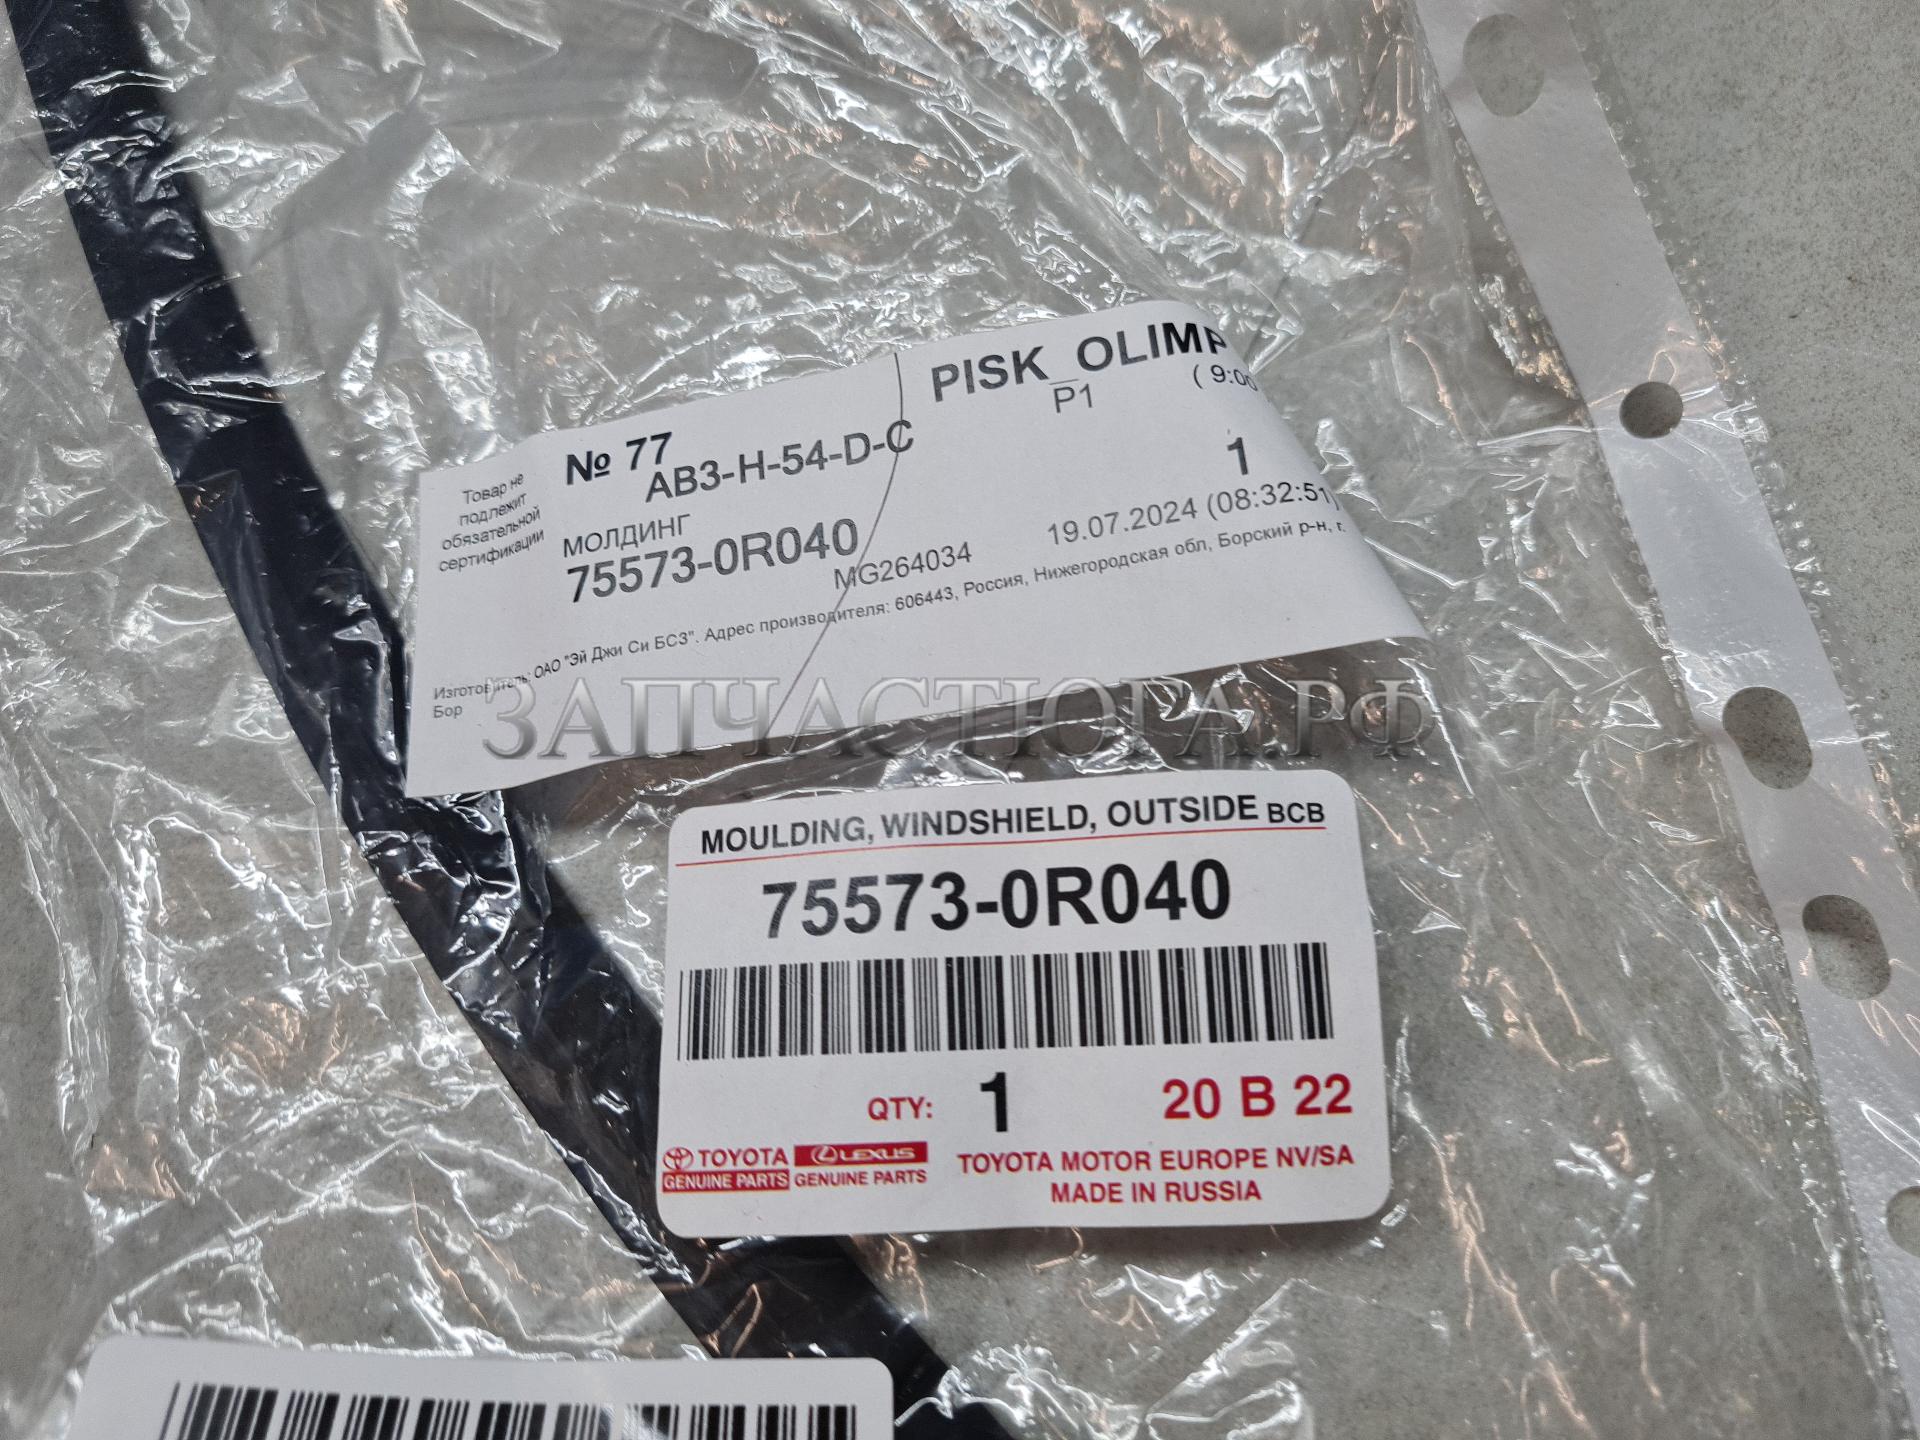 PISK_OLIMP
P1
( 9:00
Товар не
подлежит
обязательной
сертификации
№ 77
AB3-H-54-D-C
1
МОЛДИНГ
75573-0R040
MG264034
19.07.2024 (08:32:51)
Изготовитель: ОАО "Эй Джи Си БСЗ". Адрес производителя: 606443, Россия, Нижегородская обл, Борский р-н, г.
Бор
ЗАПЧАСТЮГА.РФ
MOULDING, WINDSHIELD, OUTSIDE BCB
75573-0R040
QTY: 1 20 B 22
TOYOTA LEXUS
GENUINE PARTS GENUINE PARTS
TOYOTA MOTOR EUROPE NV/SA
MADE IN RUSSIA